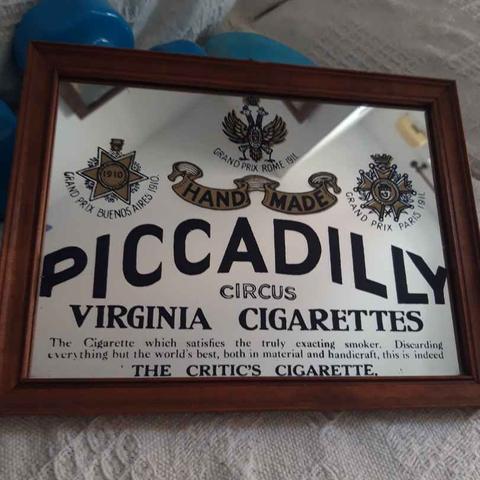 GRAND PRIX ROME 1911.
1910
GRAND PRIX BUENOS AIRES 1910.
HAND MADE
GRAND PRIX PARIS 1911.
PICCADILLY
CIRCUS
VIRGINIA CIGARETTES
The Cigarette which satisfies the truly exacting smoker. Discarding
everything but the world's best, both in material and handicraft, this is indeed
THE CRITIC'S CIGARETTE.